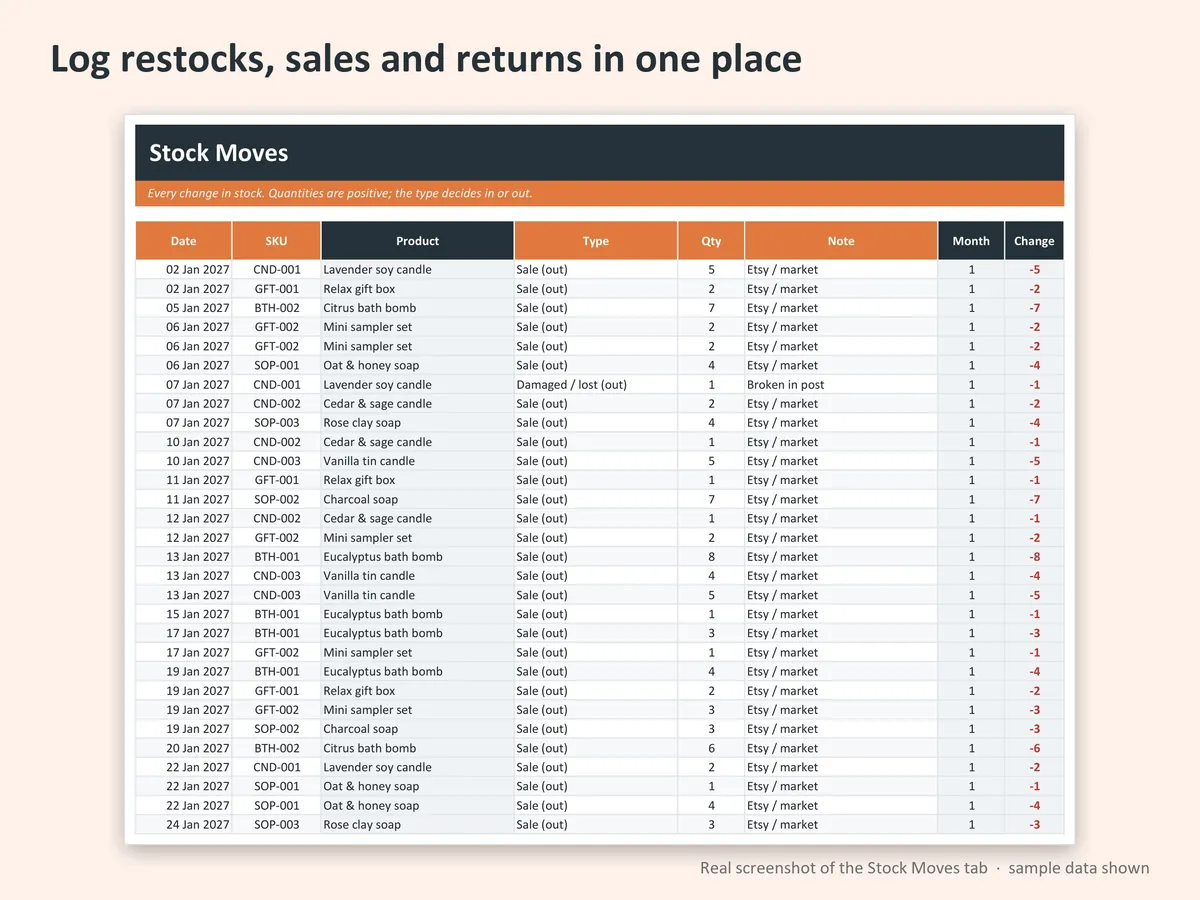 Log restocks, sales and returns in one place
Stock Moves
Every change in stock. Quantities are positive; the type decides in or out.
Date SKU Product Type Qty Note Month Change
02 Jan 2027 CND-001 Lavender soy candle Sale (out) 5 Etsy / market 1 -5
02 Jan 2027 GFT-001 Relax gift box Sale (out) 2 Etsy / market 1 -2
05 Jan 2027 BTH-002 Citrus bath bomb Sale (out) 7 Etsy / market 1 -7
06 Jan 2027 GFT-002 Mini sampler set Sale (out) 2 Etsy / market 1 -2
06 Jan 2027 GFT-002 Mini sampler set Sale (out) 2 Etsy / market 1 -2
06 Jan 2027 SOP-001 Oat & honey soap Sale (out) 4 Etsy / market 1 -4
07 Jan 2027 CND-001 Lavender soy candle Damaged / lost (out) 1 Broken in post 1 -1
07 Jan 2027 CND-002 Cedar & sage candle Sale (out) 2 Etsy / market 1 -2
07 Jan 2027 SOP-003 Rose clay soap Sale (out) 4 Etsy / market 1 -4
10 Jan 2027 CND-002 Cedar & sage candle Sale (out) 1 Etsy / market 1 -1
10 Jan 2027 CND-003 Vanilla tin candle Sale (out) 5 Etsy / market 1 -5
11 Jan 2027 GFT-001 Relax gift box Sale (out) 1 Etsy / market 1 -1
11 Jan 2027 SOP-002 Charcoal soap Sale (out) 7 Etsy / market 1 -7
12 Jan 2027 CND-002 Cedar & sage candle Sale (out) 1 Etsy / market 1 -1
12 Jan 2027 GFT-002 Mini sampler set Sale (out) 2 Etsy / market 1 -2
13 Jan 2027 BTH-001 Eucalyptus bath bomb Sale (out) 8 Etsy / market 1 -8
13 Jan 2027 CND-003 Vanilla tin candle Sale (out) 4 Etsy / market 1 -4
13 Jan 2027 CND-003 Vanilla tin candle Sale (out) 5 Etsy / market 1 -5
15 Jan 2027 BTH-001 Eucalyptus bath bomb Sale (out) 1 Etsy / market 1 -1
17 Jan 2027 BTH-001 Eucalyptus bath bomb Sale (out) 3 Etsy / market 1 -3
17 Jan 2027 GFT-002 Mini sampler set Sale (out) 1 Etsy / market 1 -1
19 Jan 2027 BTH-001 Eucalyptus bath bomb Sale (out) 4 Etsy / market 1 -4
19 Jan 2027 GFT-001 Relax gift box Sale (out) 2 Etsy / market 1 -2
19 Jan 2027 GFT-002 Mini sampler set Sale (out) 3 Etsy / market 1 -3
19 Jan 2027 SOP-002 Charcoal soap Sale (out) 3 Etsy / market 1 -3
20 Jan 2027 BTH-002 Citrus bath bomb Sale (out) 6 Etsy / market 1 -6
22 Jan 2027 CND-001 Lavender soy candle Sale (out) 2 Etsy / market 1 -2
22 Jan 2027 SOP-001 Oat & honey soap Sale (out) 1 Etsy / market 1 -1
22 Jan 2027 SOP-001 Oat & honey soap Sale (out) 4 Etsy / market 1 -4
24 Jan 2027 SOP-003 Rose clay soap Sale (out) 3 Etsy / market 1 -3
Real screenshot of the Stock Moves tab · sample data shown